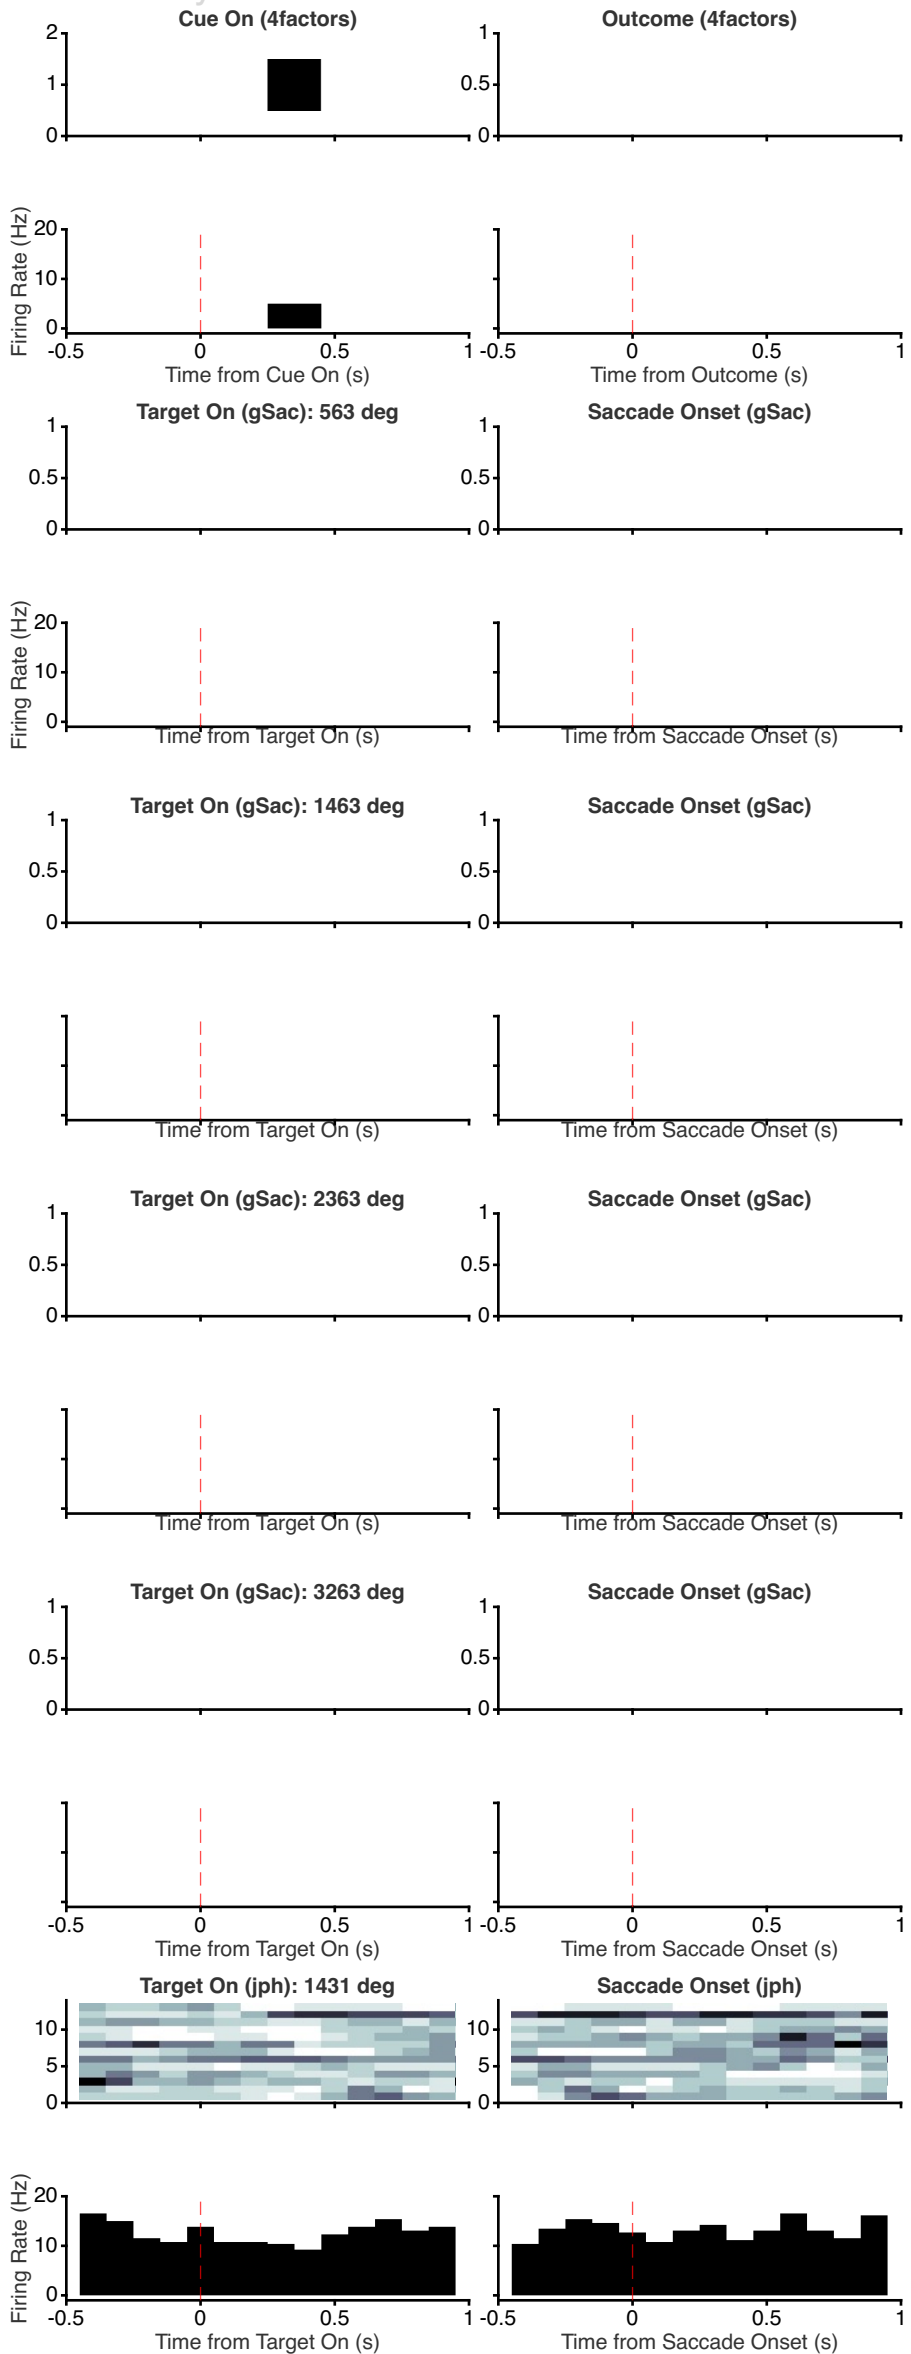 Cue On (4factors) Outcome (4factors)
2 1
1 0.5
0 0
Firing Rate (Hz)
20
10
0
-0.5 0 0.5 1 -0.5 0 0.5 1
Time from Cue On (s) Time from Outcome (s)
Target On (gSac): 563 deg Saccade Onset (gSac)
1 1
0.5 0.5
0 0
Firing Rate (Hz)
20
10
0
Time from Target On (s) Time from Saccade Onset (s)
Target On (gSac): 1463 deg Saccade Onset (gSac)
1 1
0.5 0.5
0 0
Time from Target On (s) Time from Saccade Onset (s)
Target On (gSac): 2363 deg Saccade Onset (gSac)
1 1
0.5 0.5
0 0
Time from Target On (s) Time from Saccade Onset (s)
Target On (gSac): 3263 deg Saccade Onset (gSac)
1 1
0.5 0.5
0 0
-0.5 0 0.5 1 -0.5 0 0.5 1
Time from Target On (s) Time from Saccade Onset (s)
Target On (jph): 1431 deg Saccade Onset (jph)
10 10
5 5
0 0
Firing Rate (Hz)
20 20
10 10
0 0
-0.5 0 0.5 1 -0.5 0 0.5 1
Time from Target On (s) Time from Saccade Onset (s)